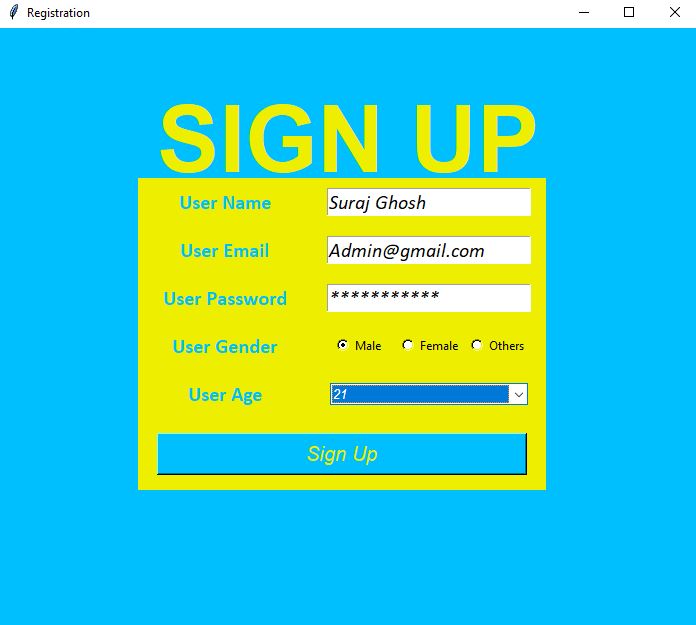 Registration
SIGN UP
User Name Suraj Ghosh
User Email Admin@gmail.com
User Password ***********
User Gender Male Female Others
User Age 21
Sign Up